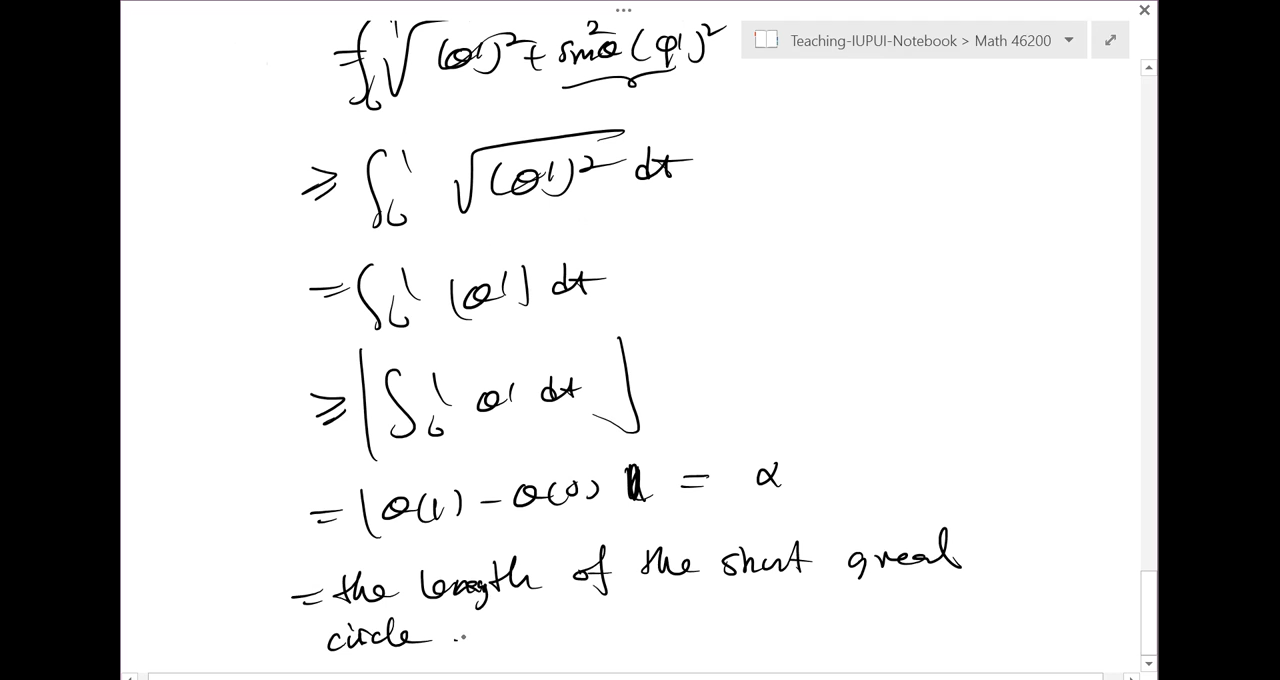 Teaching-IUPUI-Notebook > Math 46200
= ∫₀¹ √(θ')² + sin²θ (φ')²
≥ ∫₀¹ √(θ')² dt
= ∫₀¹ |θ'| dt
≥ | ∫₀¹ θ' dt |
= |θ(1) - θ(0)| = α
= the length of the short great
circle.